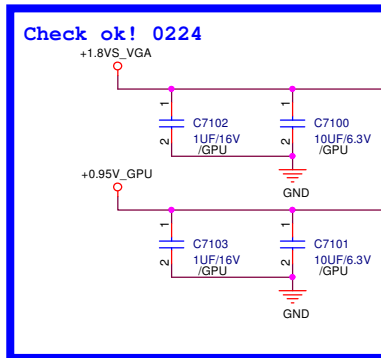 Check ok! 0224
+1.8VS_VGA
1 1
C7102 C7100
1UF/16V 10UF/6.3V
2 /GPU 2 /GPU
GND
+0.95V_GPU
1 1
C7103 C7101
1UF/16V 10UF/6.3V
2 /GPU 2 /GPU
GND